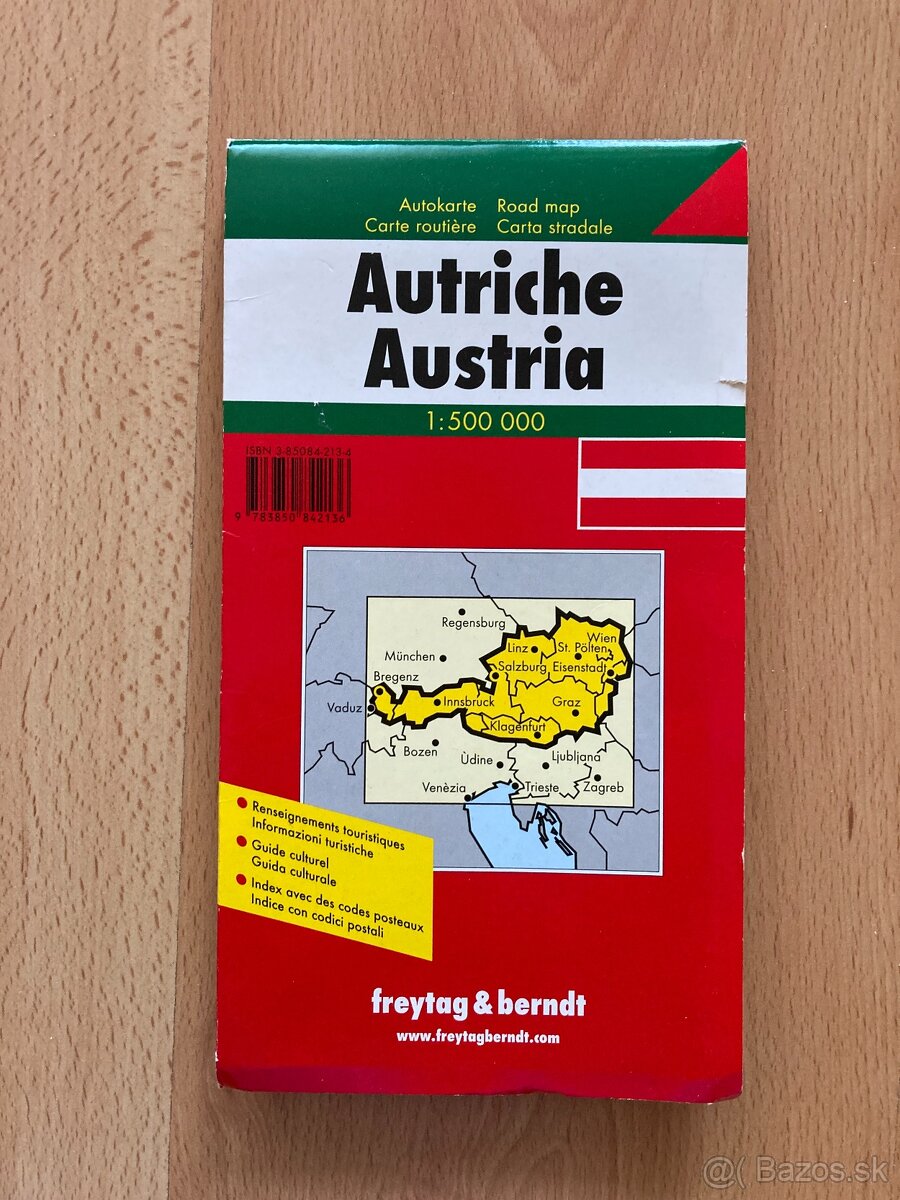 Autokarte Road map
Carte routière Carta stradale
Autriche
Austria
1:500 000
ISBN 3-85084-213-4
9 783850 842136
Regensburg
Wien
Linz
St. Pölten
München
Salzburg
Eisenstadt
Bregenz
Innsbruck
Graz
Vaduz
Klagenfurt
Bozen
Ùdine
Ljubljana
Venèzia
Trieste
Zagreb
Renseignements touristiques
Informazioni turistiche
Guide culturel
Guida culturale
Index avec des codes posteaux
Indice con codici postali
freytag & berndt
www.freytagberndt.com
@( Bazos.sk